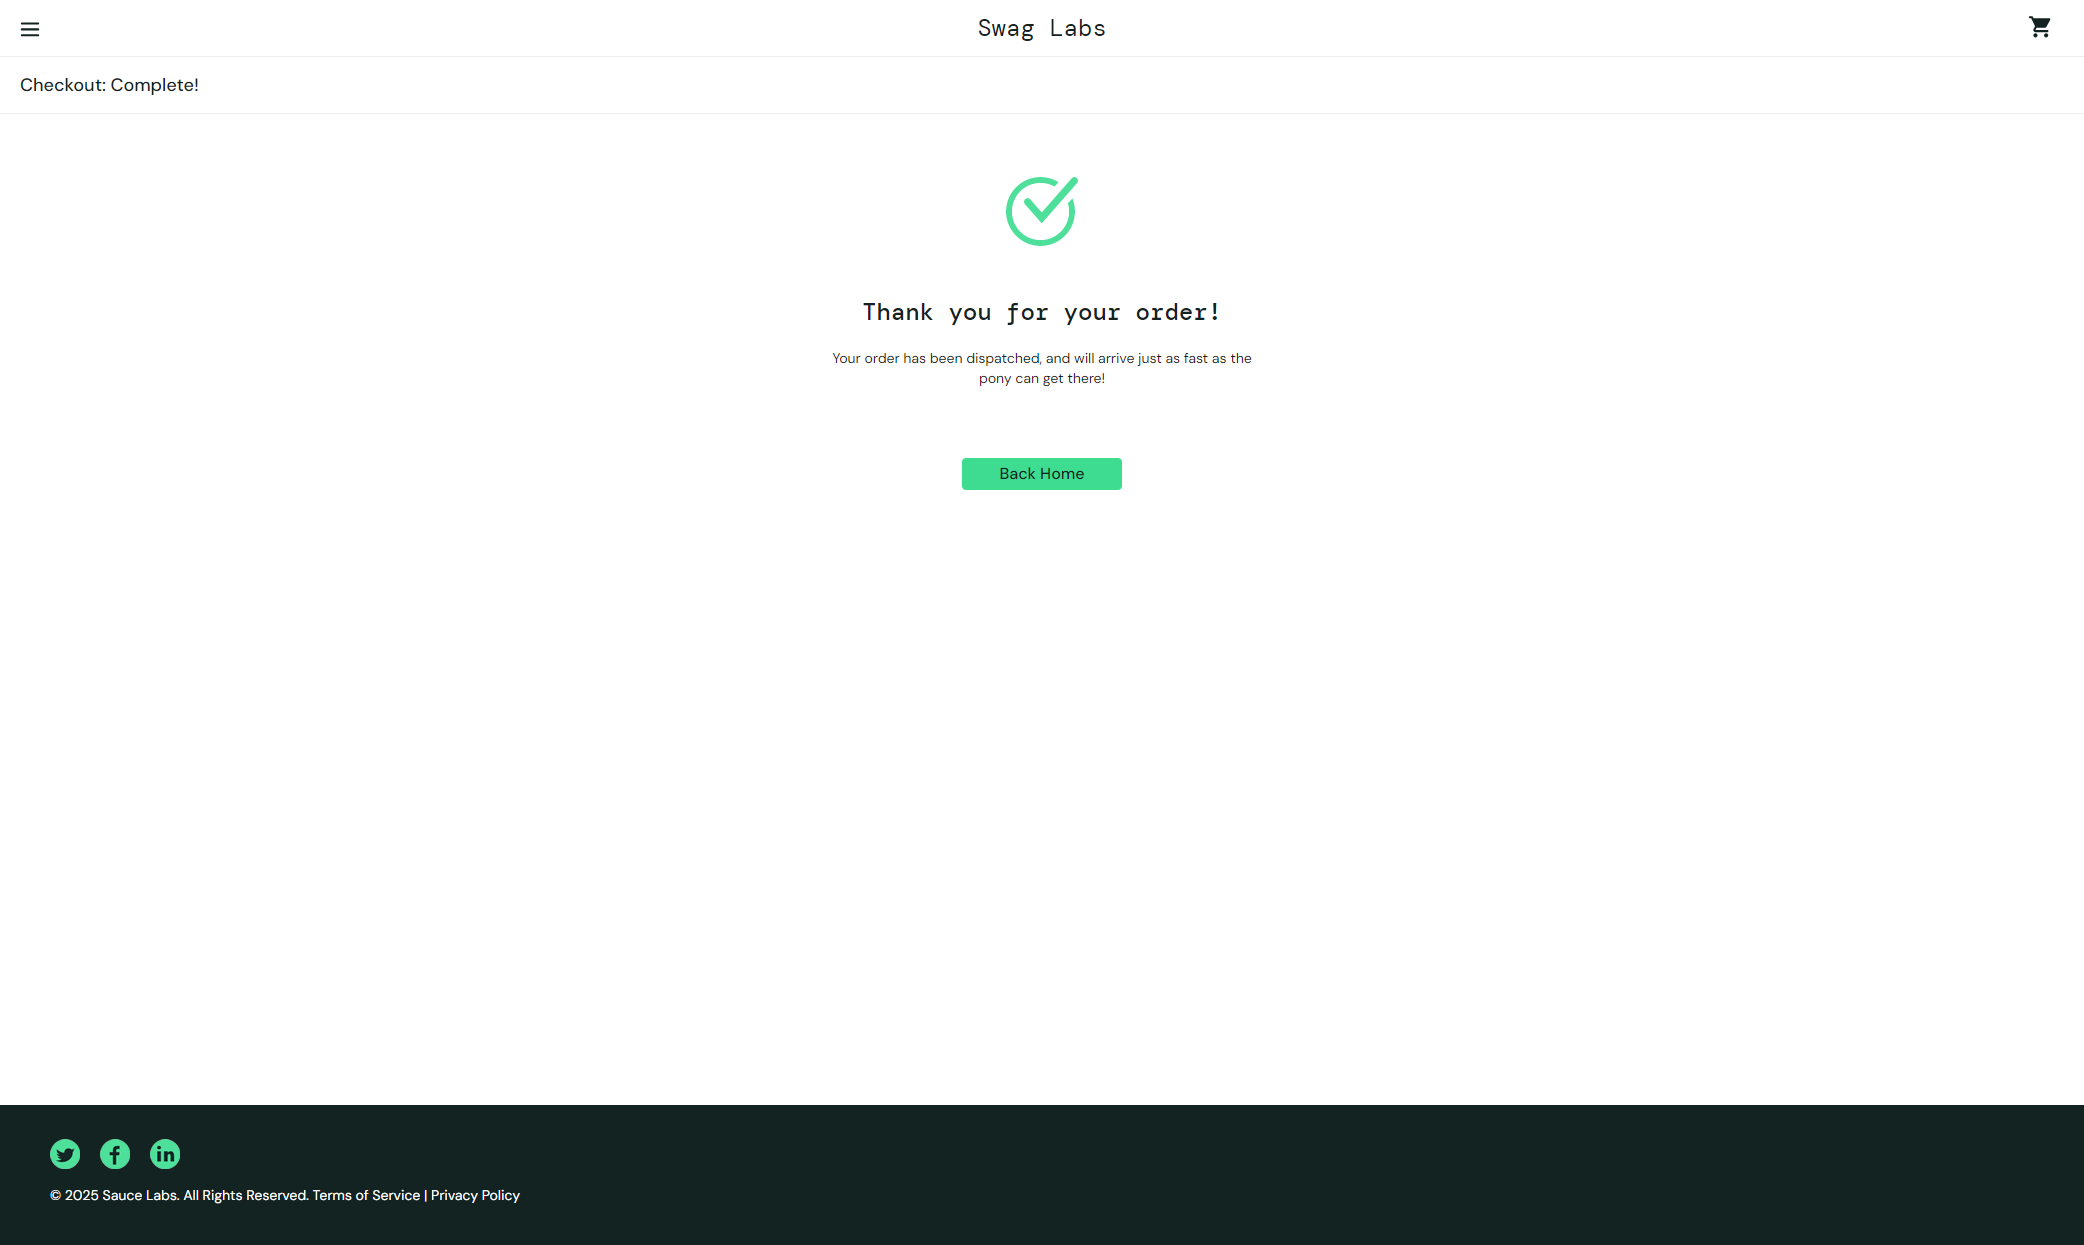 Swag Labs
Checkout: Complete!
Thank you for your order!
Your order has been dispatched, and will arrive just as fast as the
pony can get there!
Back Home
© 2025 Sauce Labs. All Rights Reserved. Terms of Service | Privacy Policy